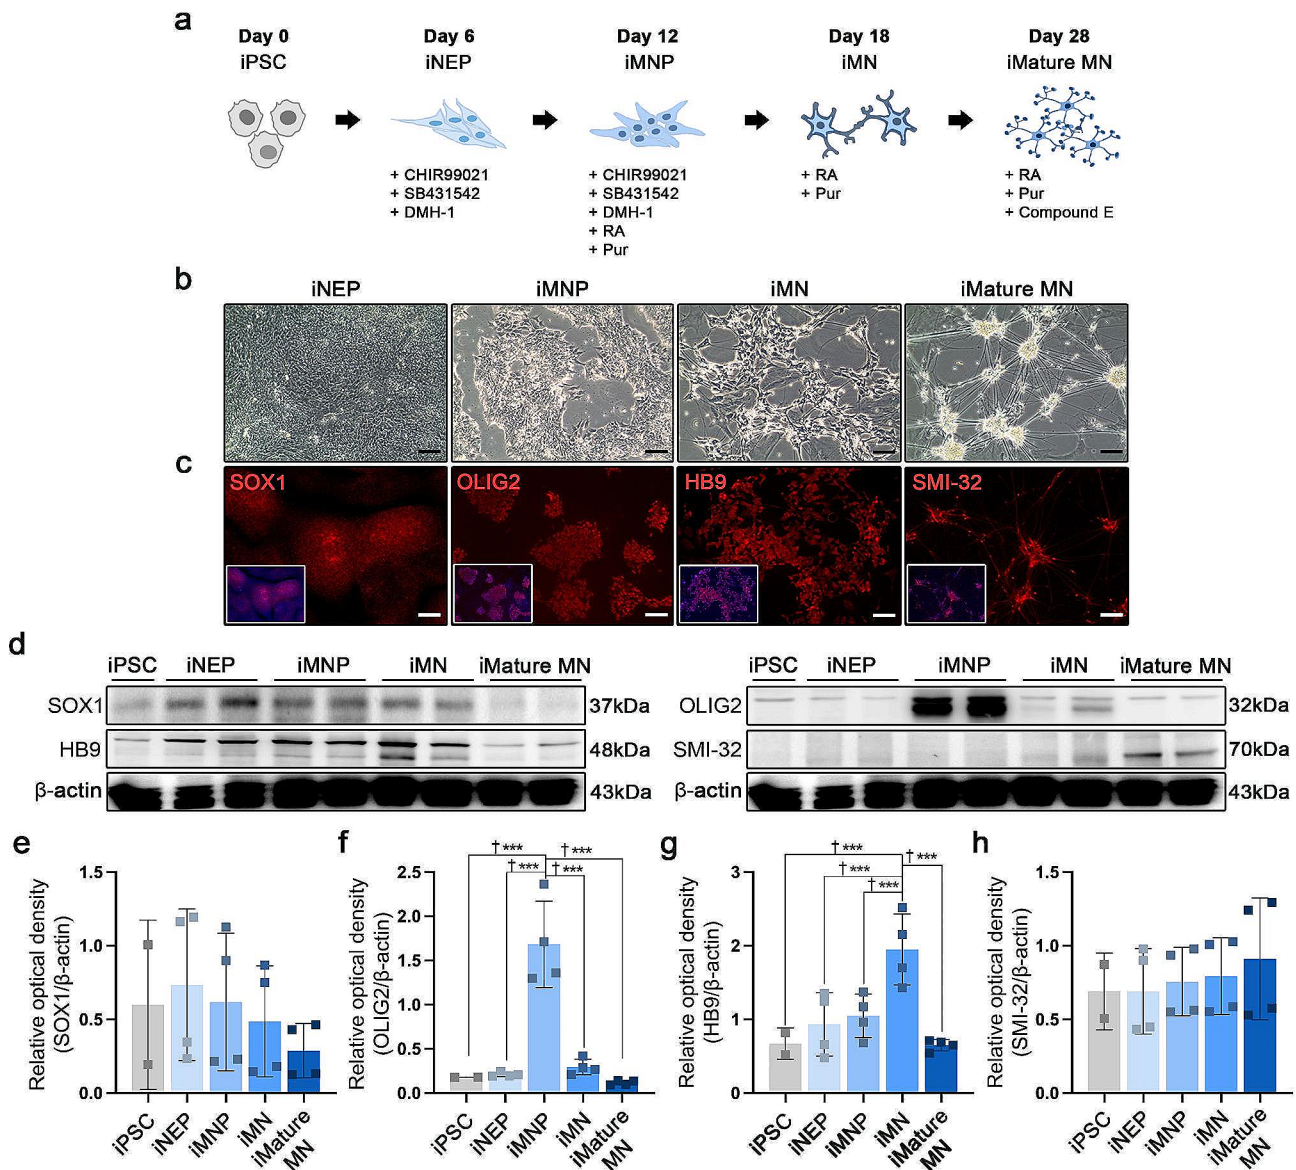 a
Day 0
iPSC
Day 6
iNEP
Day 12
iMNP
Day 18
iMN
Day 28
iMature MN
+ CHIR99021
+ SB431542
+ DMH-1
+ CHIR99021
+ SB431542
+ DMH-1
+ RA
+ Pur
+ RA
+ Pur
+ RA
+ Pur
+ Compound E
b
iNEP
iMNP
iMN
iMature MN
c
SOX1
OLIG2
HB9
SMI-32
d
iPSC iNEP iMNP iMN iMature MN
SOX1 37kDa
HB9 48kDa
β-actin 43kDa
iPSC iNEP iMNP iMN iMature MN
OLIG2 32kDa
SMI-32 70kDa
β-actin 43kDa
e
Relative optical density
(SOX1/β-actin)
1.5
1.0
0.5
0.0
iPSC
iNEP
iMNP
iMN
iMature
MN
f
Relative optical density
(OLIG2/β-actin)
2.5
2.0
1.5
1.0
0.5
0.0
† ***
† ***
† ***
† ***
iPSC
iNEP
iMNP
iMN
iMature
MN
g
Relative optical density
(HB9/β-actin)
3
2
1
0
† ***
† ***
† ***
† ***
iPSC
iNEP
iMNP
iMN
iMature
MN
h
Relative optical density
(SMI-32/β-actin)
1.5
1.0
0.5
0.0
iPSC
iNEP
iMNP
iMN
iMature
MN